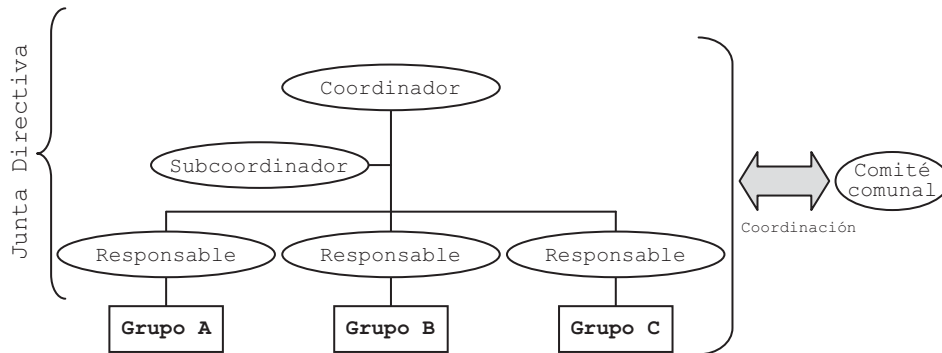 Junta Directiva
Coordinador
Subcoordinador
Comité
comunal
Coordinación
Responsable
Responsable
Responsable
Grupo A
Grupo B
Grupo C